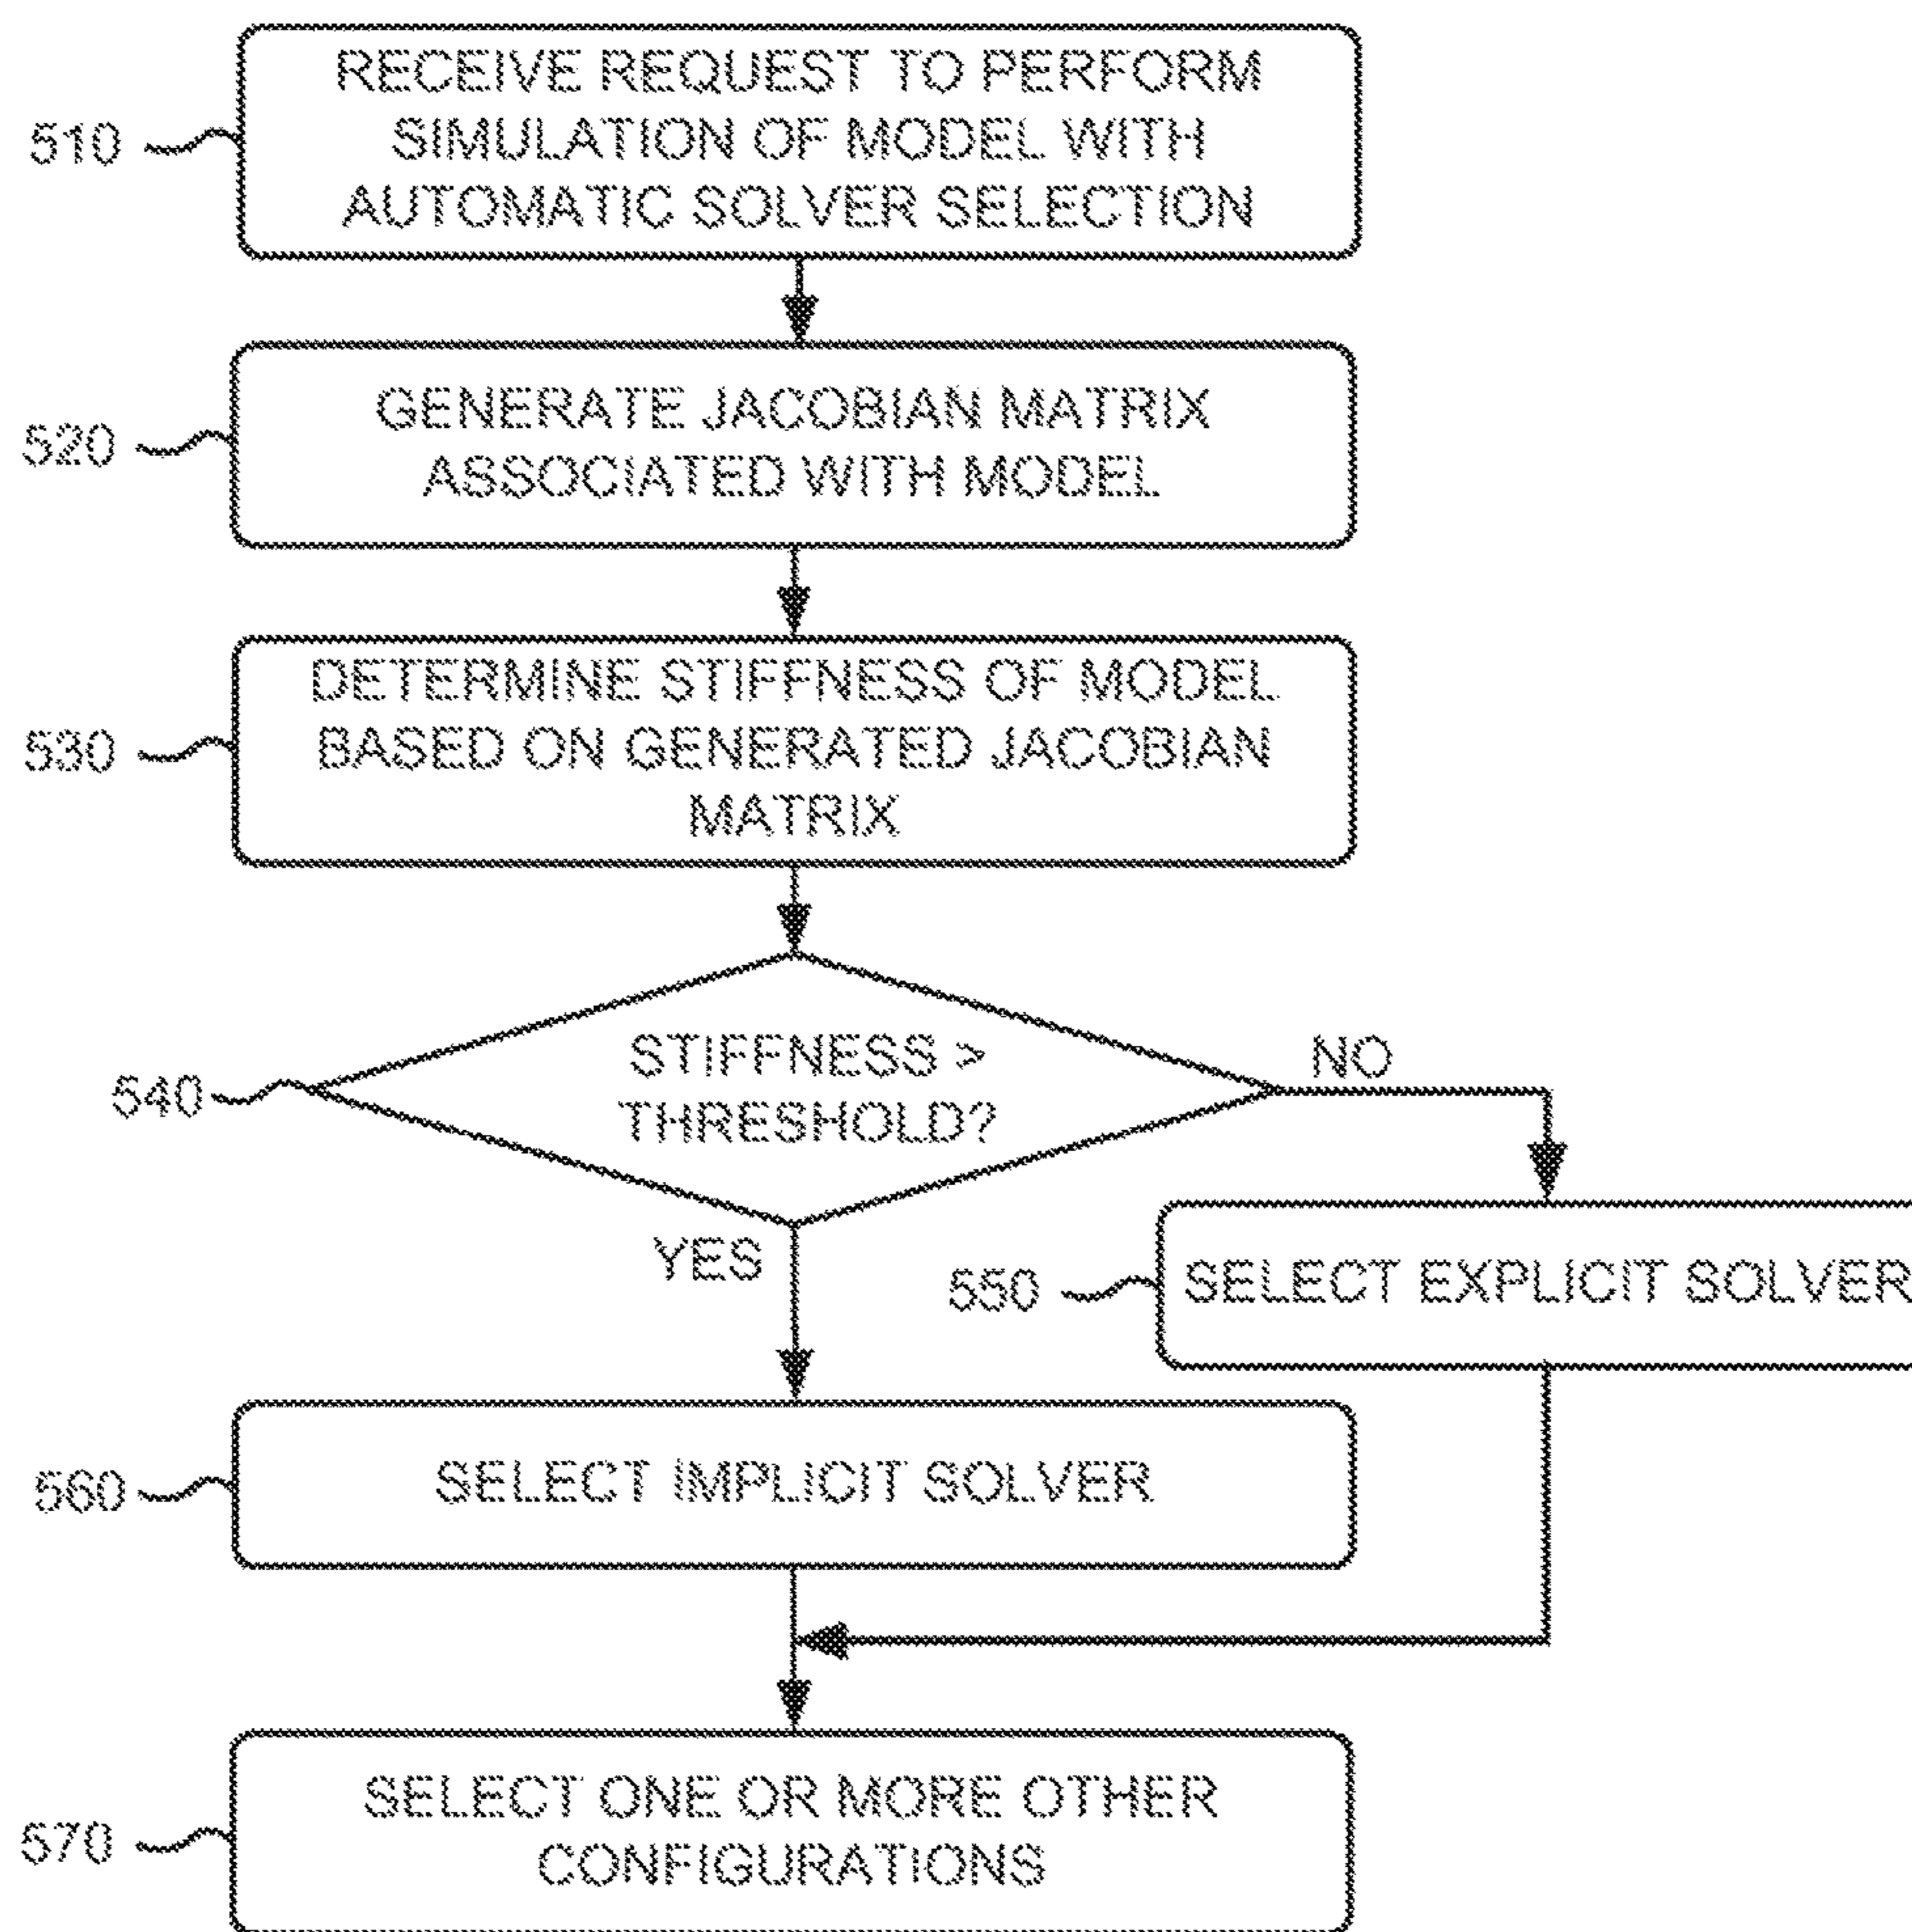 510
RECEIVE REQUEST TO PERFORM
SIMULATION OF MODEL WITH
AUTOMATIC SOLVER SELECTION
520
GENERATE JACOBIAN MATRIX
ASSOCIATED WITH MODEL
530
DETERMINE STIFFNESS OF MODEL
BASED ON GENERATED JACOBIAN
MATRIX
540
STIFFNESS >
THRESHOLD?
NO
YES
550
SELECT EXPLICIT SOLVER
560
SELECT IMPLICIT SOLVER
570
SELECT ONE OR MORE OTHER
CONFIGURATIONS